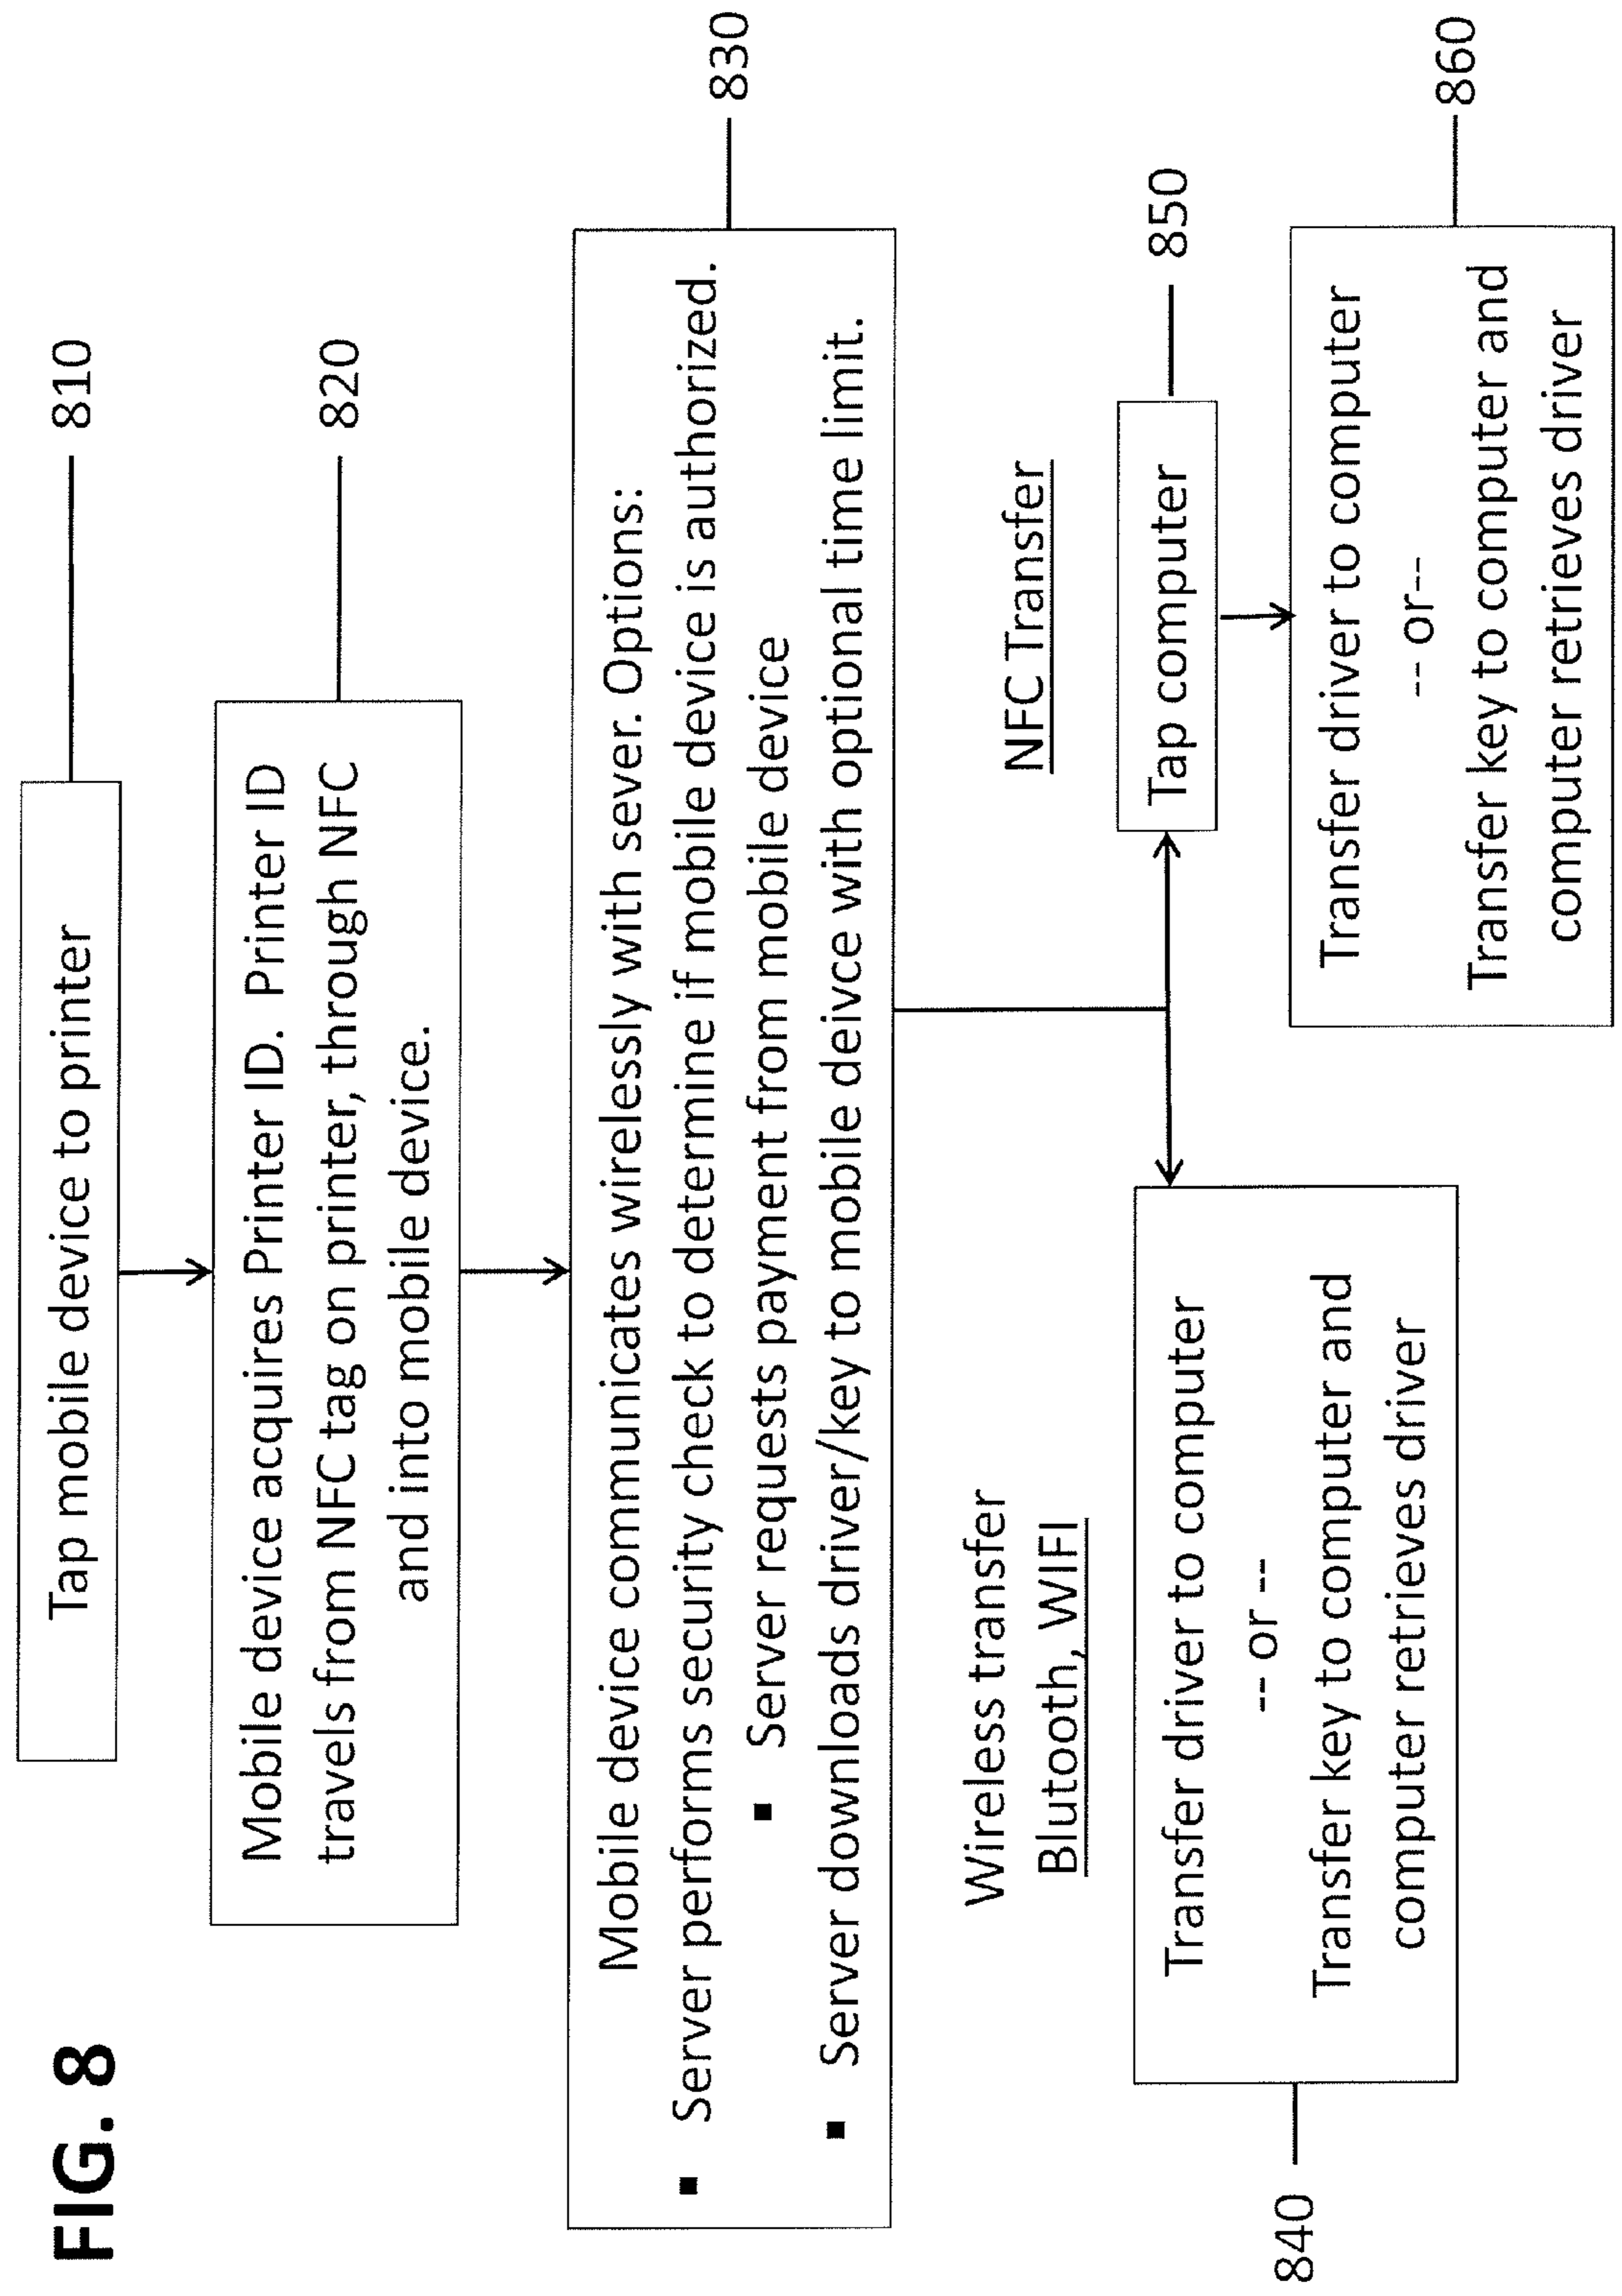 FIG. 8
Tap mobile device to printer
810
Mobile device acquires Printer ID. Printer ID
travels from NFC tag on printer, through NFC
and into mobile device.
820
Mobile device communicates wirelessly with sever. Options:
▪ Server performs security check to determine if mobile device is authorized.
▪ Server requests payment from mobile device
▪ Server downloads driver/key to mobile deivce with optional time limit.
830
Wireless transfer
Blutooth, WIFI
Transfer driver to computer
-- or --
Transfer key to computer and
computer retrieves driver
840
NFC Transfer
Tap computer
850
Transfer driver to computer
-- or--
Transfer key to computer and
computer retrieves driver
860